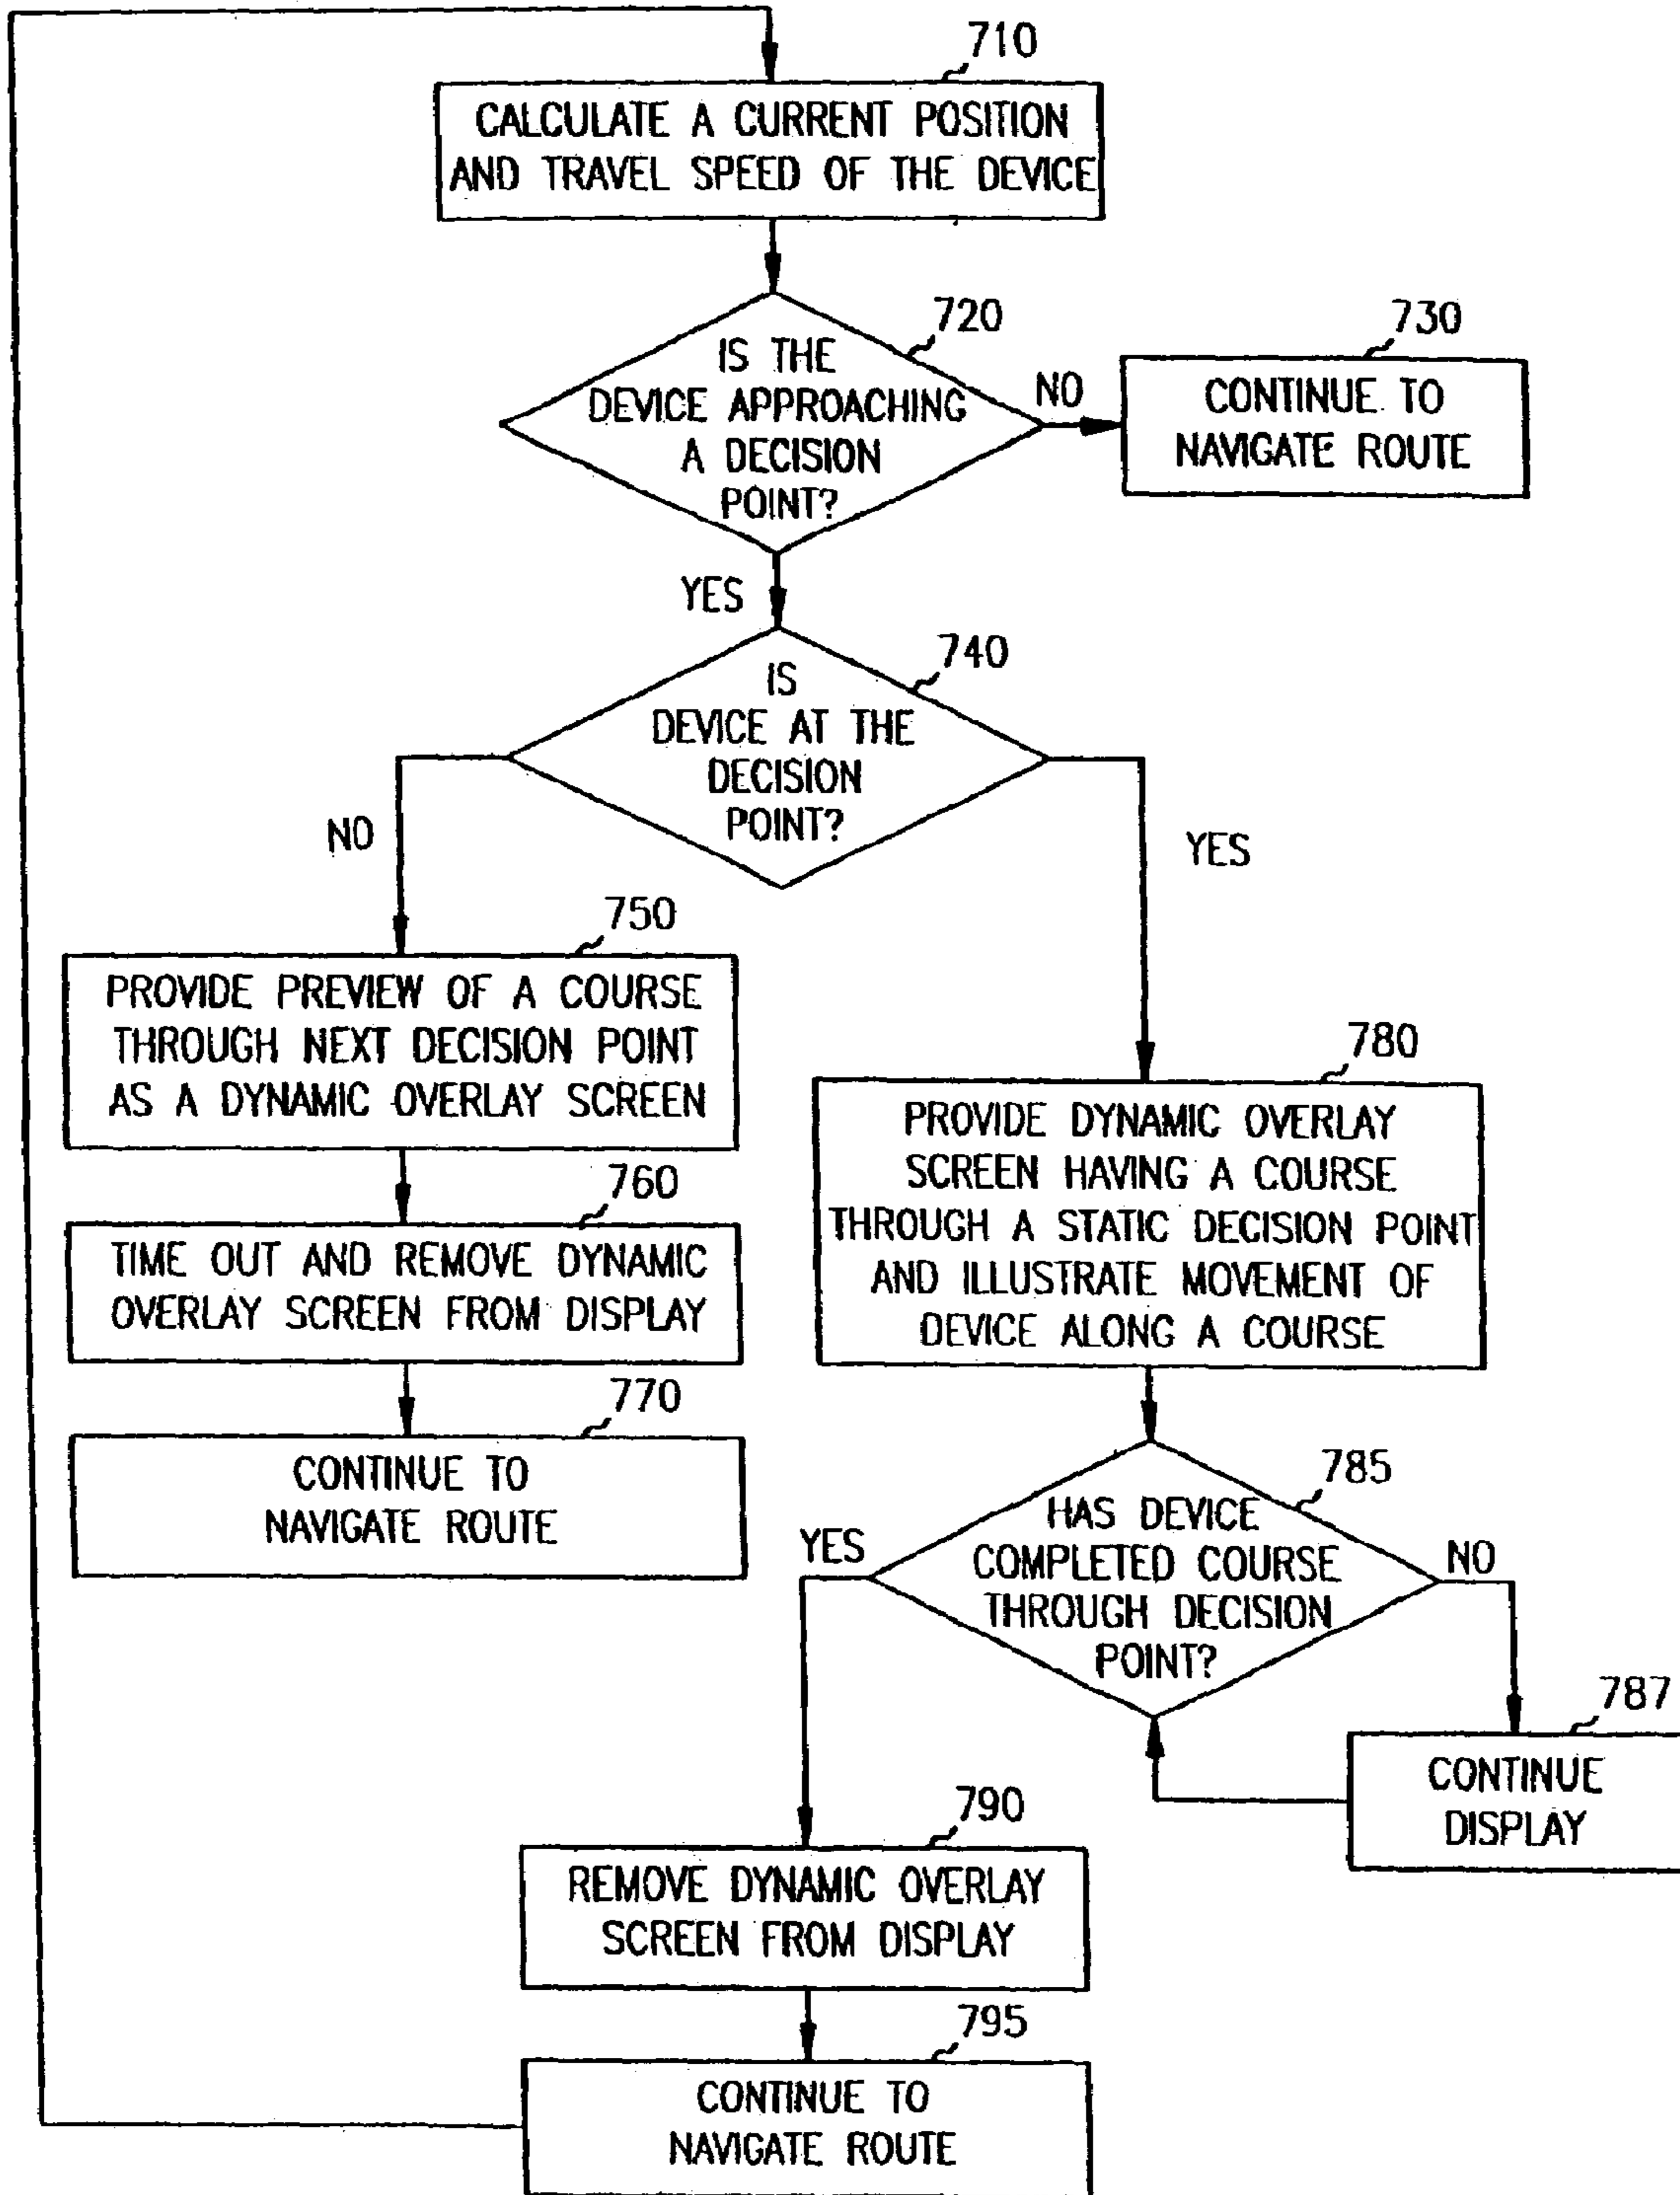 710
CALCULATE A CURRENT POSITION
AND TRAVEL SPEED OF THE DEVICE
720
IS THE
DEVICE APPROACHING
A DECISION
POINT?
NO
730
CONTINUE TO
NAVIGATE ROUTE
YES
740
IS
DEVICE AT THE
DECISION
POINT?
NO
YES
750
PROVIDE PREVIEW OF A COURSE
THROUGH NEXT DECISION POINT
AS A DYNAMIC OVERLAY SCREEN
760
TIME OUT AND REMOVE DYNAMIC
OVERLAY SCREEN FROM DISPLAY
770
CONTINUE TO
NAVIGATE ROUTE
780
PROVIDE DYNAMIC OVERLAY
SCREEN HAVING A COURSE
THROUGH A STATIC DECISION POINT
AND ILLUSTRATE MOVEMENT OF
DEVICE ALONG A COURSE
785
HAS DEVICE
COMPLETED COURSE
THROUGH DECISION
POINT?
YES
NO
787
CONTINUE
DISPLAY
790
REMOVE DYNAMIC OVERLAY
SCREEN FROM DISPLAY
795
CONTINUE TO
NAVIGATE ROUTE